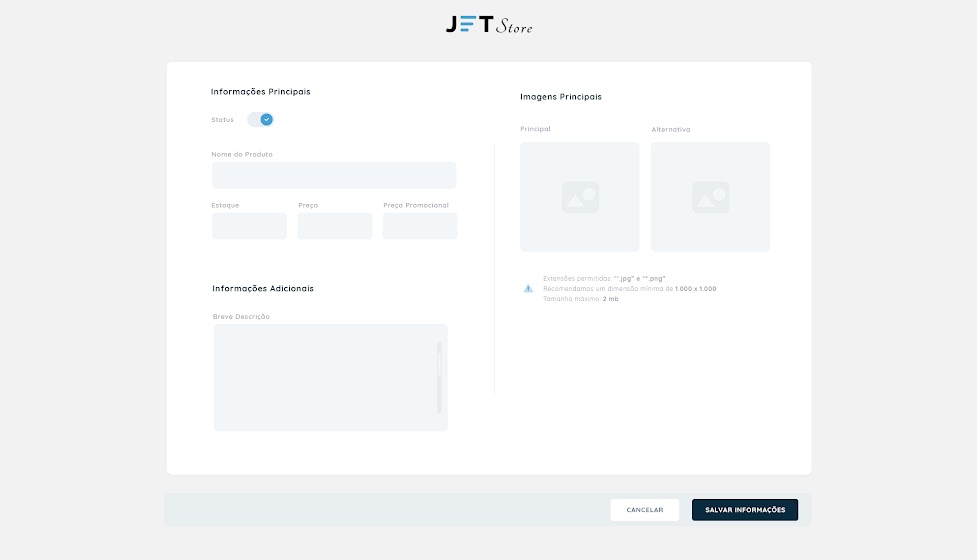 JET Store
Informações Principais
Status
Nome do Produto
Estoque
Preço
Preço Promocional
Informações Adicionais
Breve Descrição
Imagens Principais
Principal
Alternativa
Extensões permitidas: "*.jpg" e "*.png"
Recomendamos um dimensão mínima de 1.000 x 1.000
Tamanho máximo: 2 mb
CANCELAR
SALVAR INFORMAÇÕES